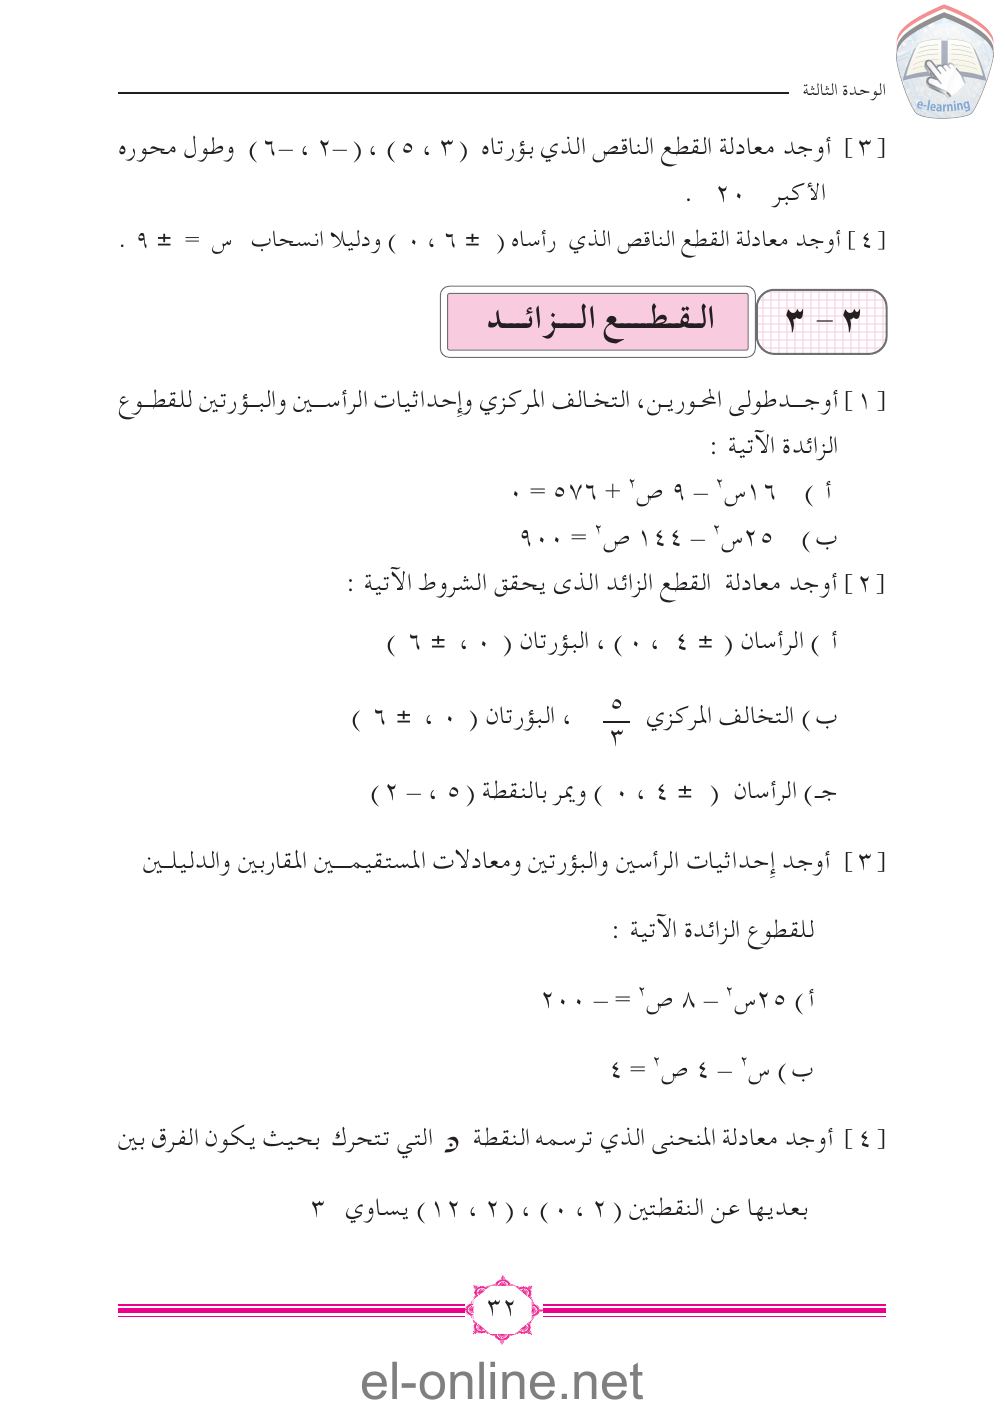 e-learning
الوحدة الثالثة
[ ٣ ] أوجد معادلة القطع الناقص الذي بؤرتاه ( ٣ ، ٥ ) ، ( –٢ ، –٦ ) وطول محوره
الأكبر ٢٠ .
[ ٤ ] أوجد معادلة القطع الناقص الذي رأساه ( ± ٦ ، ٠ ) ودليلا انسحاب س = ± ٩ .
٣ – ٣ القطع الزائد
[ ١ ] أوجد طولى المحورين، التخالف المركزي وإحداثيات الرأسين والبؤرتين للقطوع
الزائدة الآتية :
أ ) ١٦س٢ – ٩ ص٢ + ٥٧٦ = ٠
ب ) ٢٥س٢ – ١٤٤ ص٢ = ٩٠٠
[ ٢ ] أوجد معادلة القطع الزائد الذى يحقق الشروط الآتية :
أ ) الرأسان ( ± ٤ ، ٠ ) ، البؤرتان ( ٠ ، ± ٦ )
ب ) التخالف المركزي ٥/٣ ، البؤرتان ( ٠ ، ± ٦ )
جـ) الرأسان ( ± ٤ ، ٠ ) ويمر بالنقطة ( ٥ ، – ٢ )
[ ٣ ] أوجد إحداثيات الرأسين والبؤرتين ومعادلات المستقيمين المقاربين والدليلين
للقطوع الزائدة الآتية :
أ ) ٢٥س٢ – ٨ ص٢ = – ٢٠٠
ب ) س٢ – ٤ ص٢ = ٤
[ ٤ ] أوجد معادلة المنحنى الذي ترسمه النقطة التي تتحرك بحيث يكون الفرق بين
بعديها عن النقطتين ( ٢ ، ٠ ) ، ( ٢ ، ١٢ ) يساوي ٣
٣٢
el-online.net